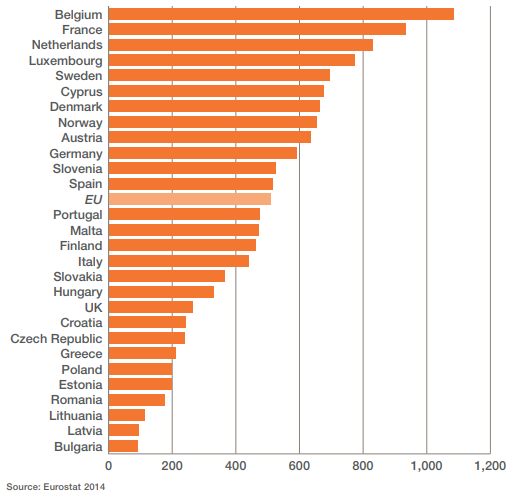 Belgium
France
Netherlands
Luxembourg
Sweden
Cyprus
Denmark
Norway
Austria
Germany
Slovenia
Spain
EU
Portugal
Malta
Finland
Italy
Slovakia
Hungary
UK
Croatia
Czech Republic
Greece
Poland
Estonia
Romania
Lithuania
Latvia
Bulgaria
0 200 400 600 800 1,000 1,200
Source: Eurostat 2014